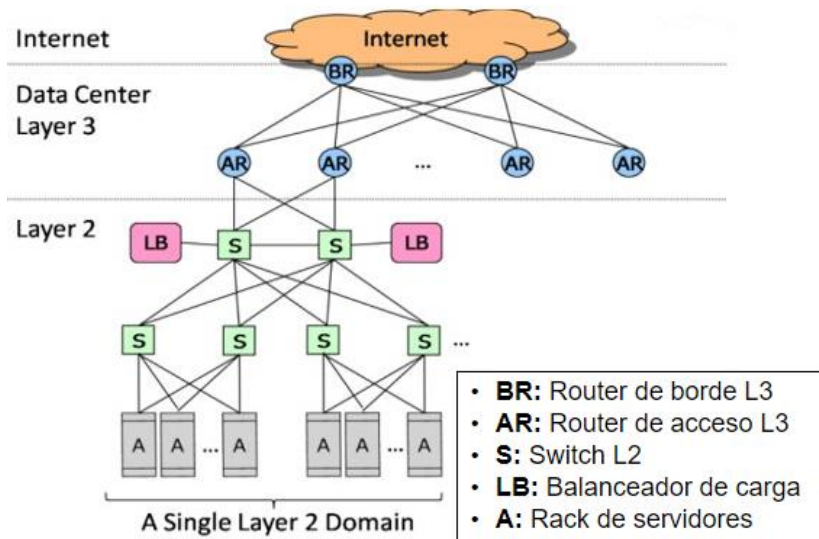 Internet
Internet
BR BR
Data Center
Layer 3
AR AR ... AR AR
Layer 2
LB S S LB
S S S S ...
A A ... A A A ... A
A Single Layer 2 Domain
• BR: Router de borde L3
• AR: Router de acceso L3
• S: Switch L2
• LB: Balanceador de carga
• A: Rack de servidores